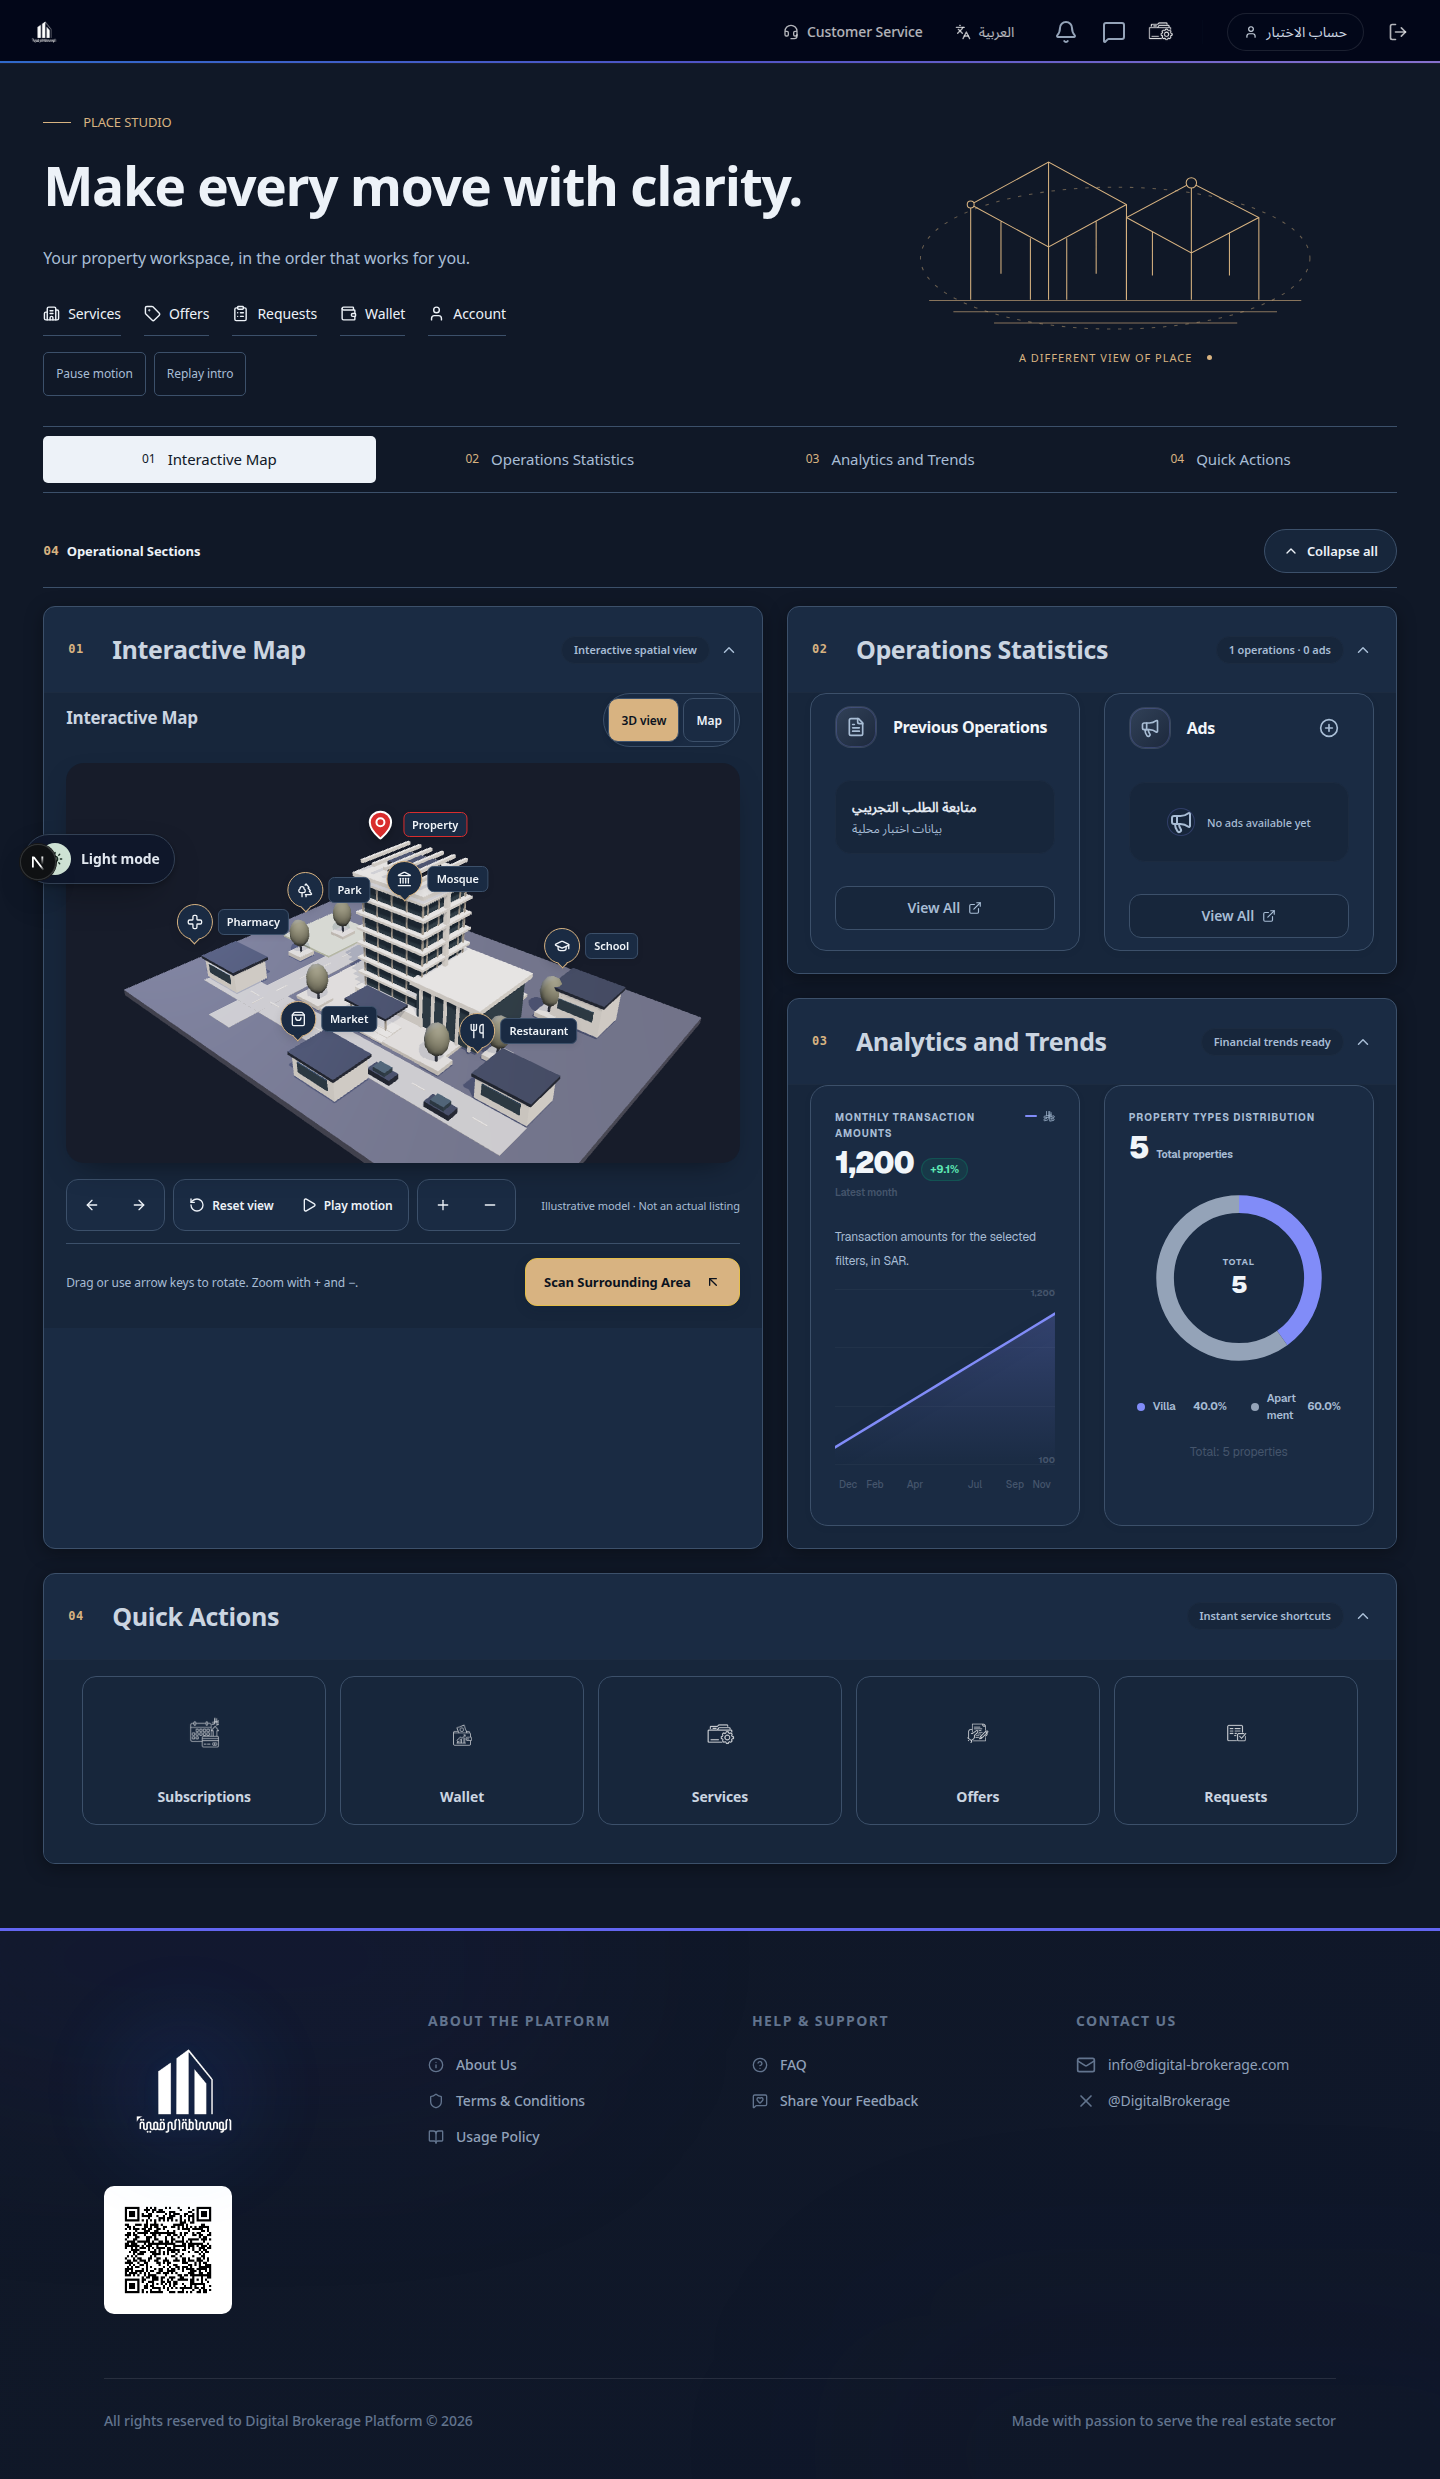 Customer Service
العربية
حساب الاختبار
PLACE STUDIO
Make every move with clarity.
Your property workspace, in the order that works for you.
Services
Offers
Requests
Wallet
Account
Pause motion
Replay intro
A DIFFERENT VIEW OF PLACE
01 Interactive Map
02 Operations Statistics
03 Analytics and Trends
04 Quick Actions
04 Operational Sections
Collapse all
01 Interactive Map
Interactive spatial view
Interactive Map
3D view
Map
Property
Mosque
Park
Pharmacy
School
Market
Restaurant
N
Light mode
Reset view
Play motion
Illustrative model · Not an actual listing
Drag or use arrow keys to rotate. Zoom with + and −.
Scan Surrounding Area
02 Operations Statistics
1 operations · 0 ads
Previous Operations
متابعة الطلب التجريبي
بيانات اختبار محلية
View All
Ads
No ads available yet
View All
03 Analytics and Trends
Financial trends ready
MONTHLY TRANSACTION
AMOUNTS
1,200 +9.1%
Latest month
Transaction amounts for the selected
filters, in SAR.
1,200
100
Dec Feb Apr Jul Sep Nov
PROPERTY TYPES DISTRIBUTION
5 Total properties
TOTAL
5
Villa 40.0%
Apart
ment 60.0%
Total: 5 properties
04 Quick Actions
Instant service shortcuts
Subscriptions
Wallet
Services
Offers
Requests
الوساطة الرقمية
ABOUT THE PLATFORM
About Us
Terms & Conditions
Usage Policy
HELP & SUPPORT
FAQ
Share Your Feedback
CONTACT US
info@digital-brokerage.com
@DigitalBrokerage
All rights reserved to Digital Brokerage Platform © 2026
Made with passion to serve the real estate sector